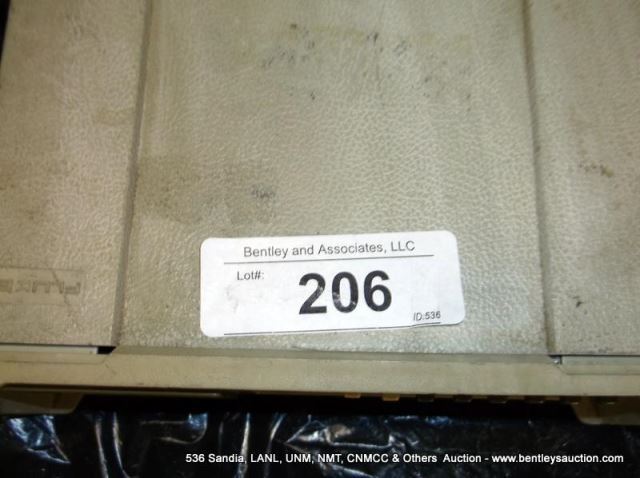 Bentley and Associates, LLC
Lot#:
206
ID:536
FLUKE
536 Sandia, LANL, UNM, NMT, CNMCC & Others Auction - www.bentleysauction.com